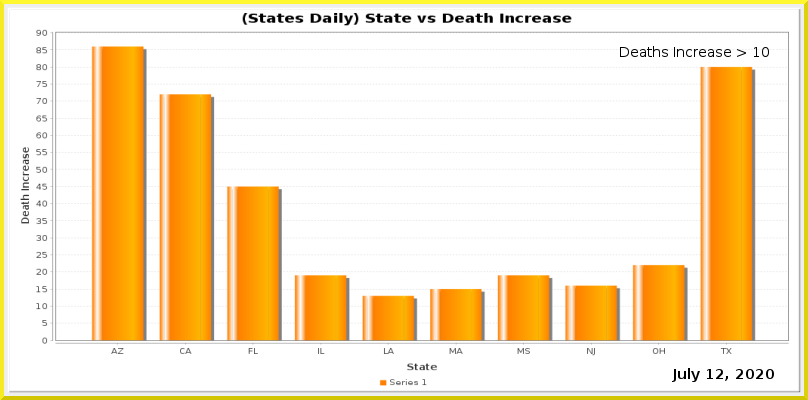 (States Daily) State vs Death Increase
Deaths Increase > 10
90
85
80
75
70
65
60
55
50
45
40
35
30
25
20
15
10
5
0
Death Increase
AZ CA FL IL LA MA MS NJ OH TX
State
Series 1
July 12, 2020